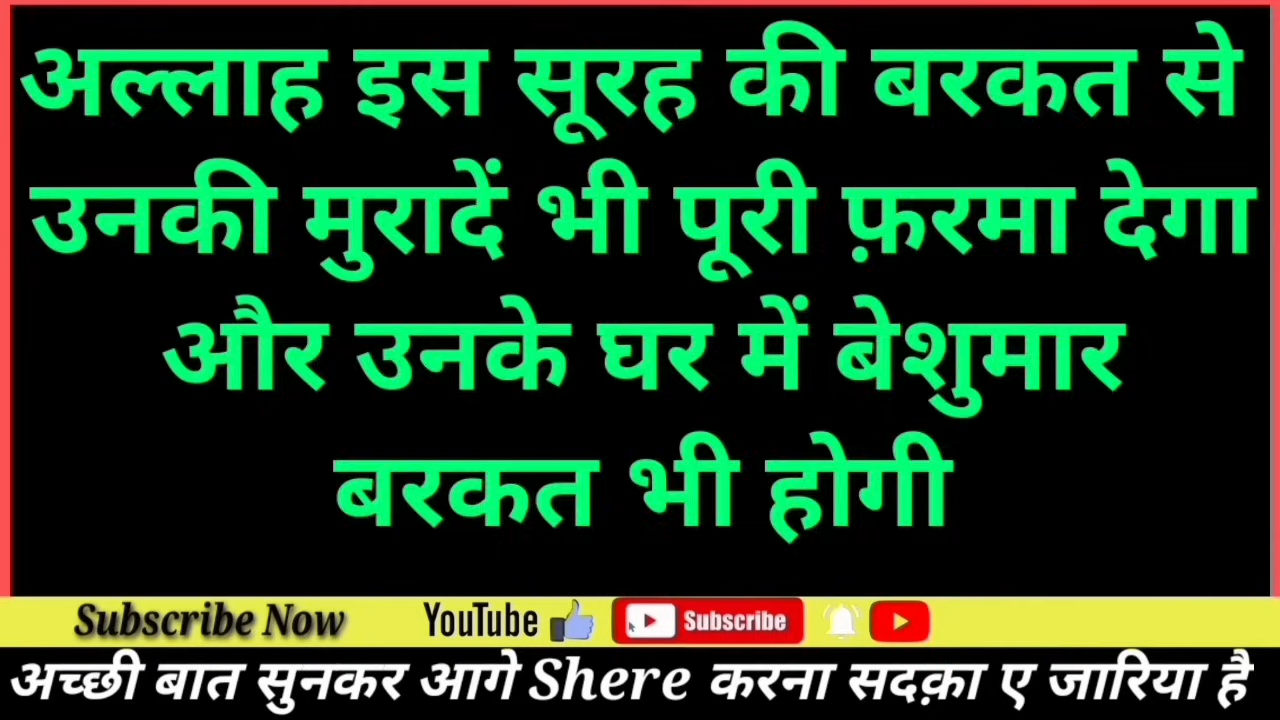 अल्लाह इस सूरह की बरकत से
उनकी मुरादें भी पूरी फ़रमा देगा
और उनके घर में बेशुमार
बरकत भी होगी
Subscribe Now YouTube Subscribe
अच्छी बात सुनकर आगे Shere करना सदक़ा ए जारिया है